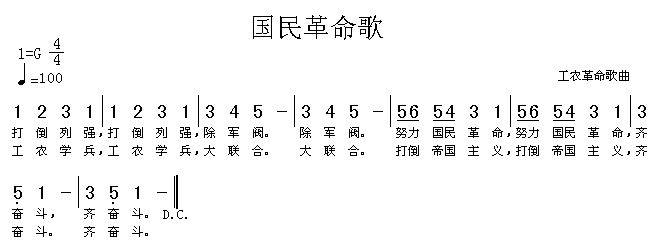 国民革命歌
1=G 4/4
♩=100
工农革命歌曲
1 2 3 1|1 2 3 1|3 4 5 -|3 4 5 -|56 54 3 1|56 54 3 1|3
打 倒 列 强,打 倒 列 强,除 军 阀。 除 军 阀。 努力 国民 革 命,努力 国民 革 命,齐
工 农 学 兵,工 农 学 兵,大 联 合。 大 联 合。 打倒 帝国 主 义,打倒 帝国 主 义,齐
5̣ 1 -|3 5̣ 1 -‖
奋 斗, 齐 奋 斗。D.C.
奋 斗。 齐 奋 斗。